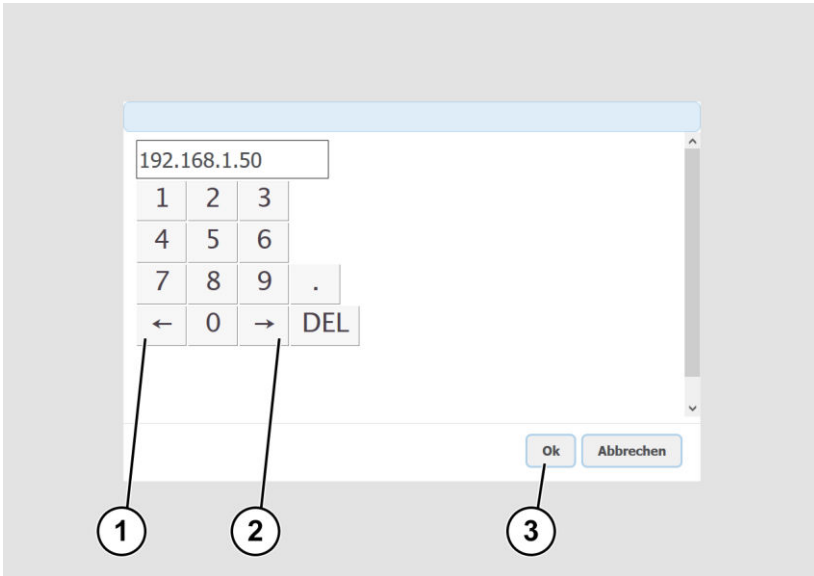 192.168.1.50
1 2 3
4 5 6
7 8 9 .
← 0 → DEL
Ok Abbrechen
1 2 3